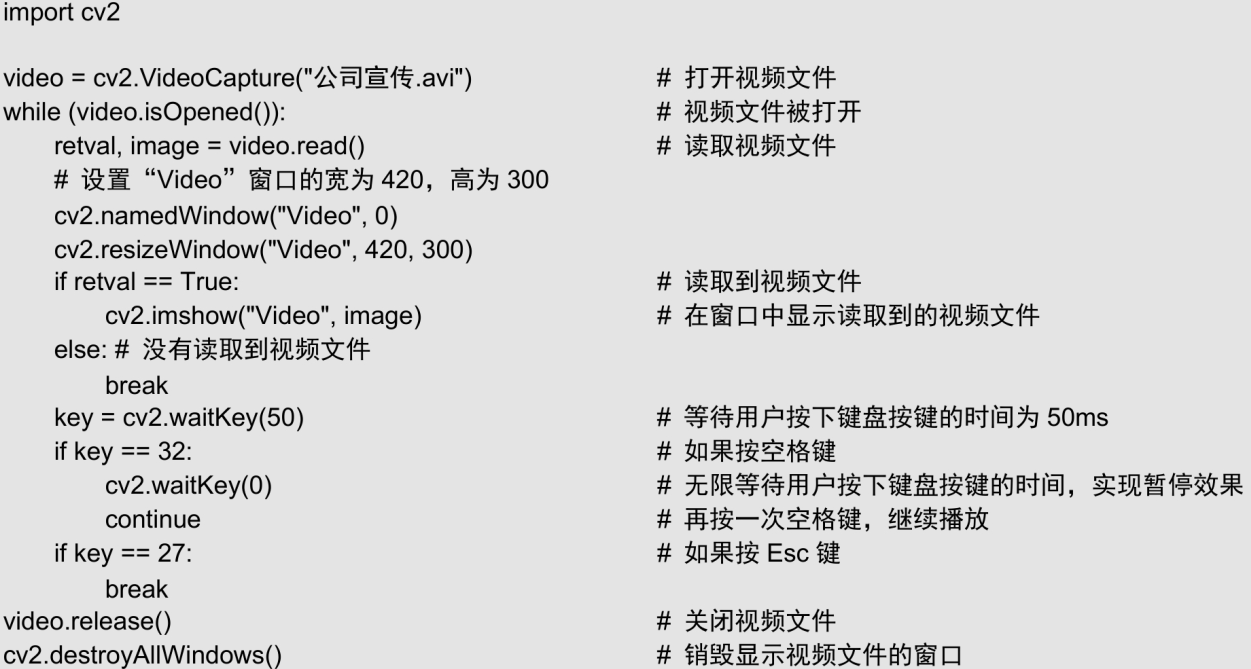 import cv2
video = cv2.VideoCapture("公司宣传.avi") # 打开视频文件
while (video.isOpened()): # 视频文件被打开
retval, image = video.read() # 读取视频文件
# 设置“Video”窗口的宽为 420，高为 300
cv2.namedWindow("Video", 0)
cv2.resizeWindow("Video", 420, 300)
if retval == True: # 读取到视频文件
cv2.imshow("Video", image) # 在窗口中显示读取到的视频文件
else: # 没有读取到视频文件
break
key = cv2.waitKey(50) # 等待用户按下键盘按键的时间为 50ms
if key == 32: # 如果按空格键
cv2.waitKey(0) # 无限等待用户按下键盘按键的时间，实现暂停效果
continue # 再按一次空格键，继续播放
if key == 27: # 如果按 Esc 键
break
video.release() # 关闭视频文件
cv2.destroyAllWindows() # 销毁显示视频文件的窗口